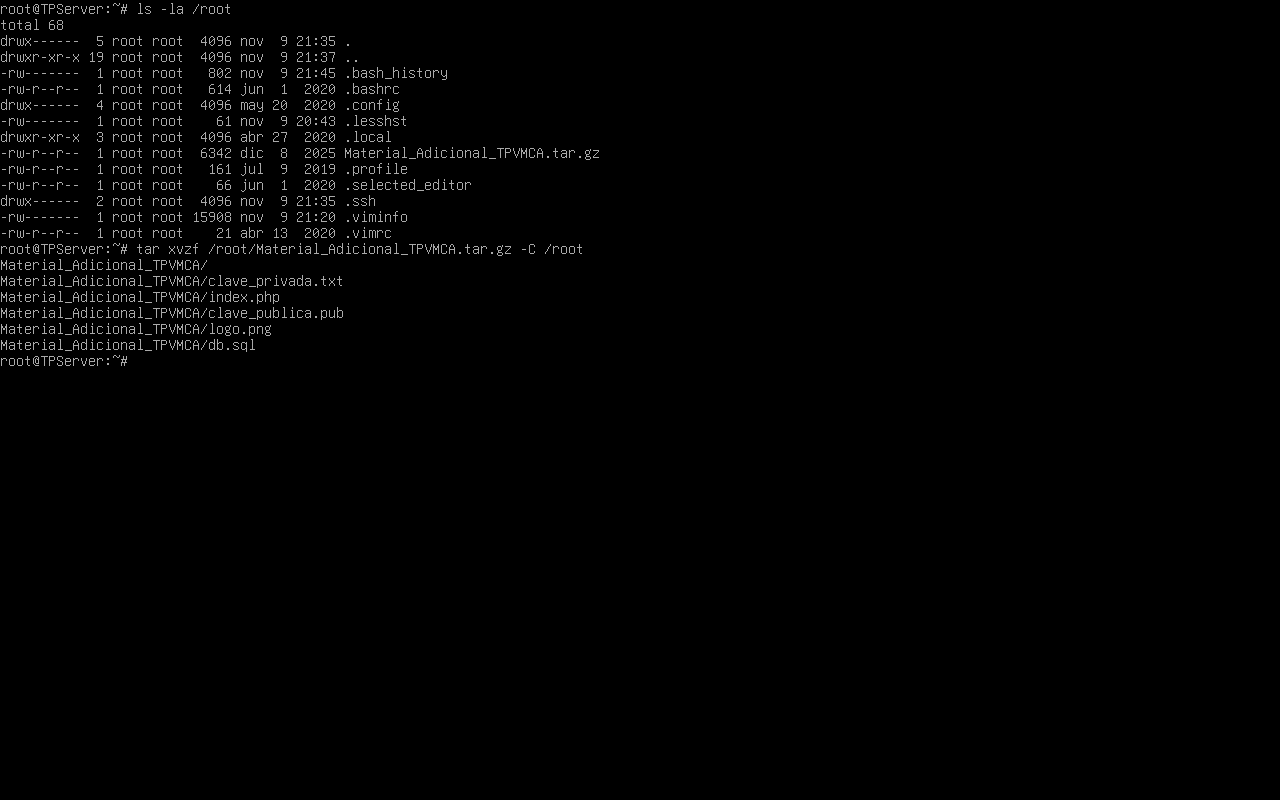 root@TPServer:~# ls -la /root
total 68
drwx------  5 root root  4096 nov  9 21:35 .
drwxr-xr-x 19 root root  4096 nov  9 21:37 ..
-rw-------  1 root root   802 nov  9 21:45 .bash_history
-rw-r--r--  1 root root   614 jun  1  2020 .bashrc
drwx------  4 root root  4096 may 20  2020 .config
-rw-------  1 root root    61 nov  9 20:43 .lesshst
drwxr-xr-x  3 root root  4096 abr 27  2020 .local
-rw-r--r--  1 root root  6342 dic  8  2025 Material_Adicional_TPVMCA.tar.gz
-rw-r--r--  1 root root   161 jul  9  2019 .profile
-rw-r--r--  1 root root    66 jun  1  2020 .selected_editor
drwx------  2 root root  4096 nov  9 21:35 .ssh
-rw-------  1 root root 15908 nov  9 21:20 .viminfo
-rw-------  1 root root    21 abr 13  2020 .vimrc
root@TPServer:~# tar xvzf /root/Material_Adicional_TPVMCA.tar.gz -C /root
Material_Adicional_TPVMCA/
Material_Adicional_TPVMCA/clave_privada.txt
Material_Adicional_TPVMCA/index.php
Material_Adicional_TPVMCA/clave_publica.pub
Material_Adicional_TPVMCA/logo.png
Material_Adicional_TPVMCA/db.sql
root@TPServer:~#